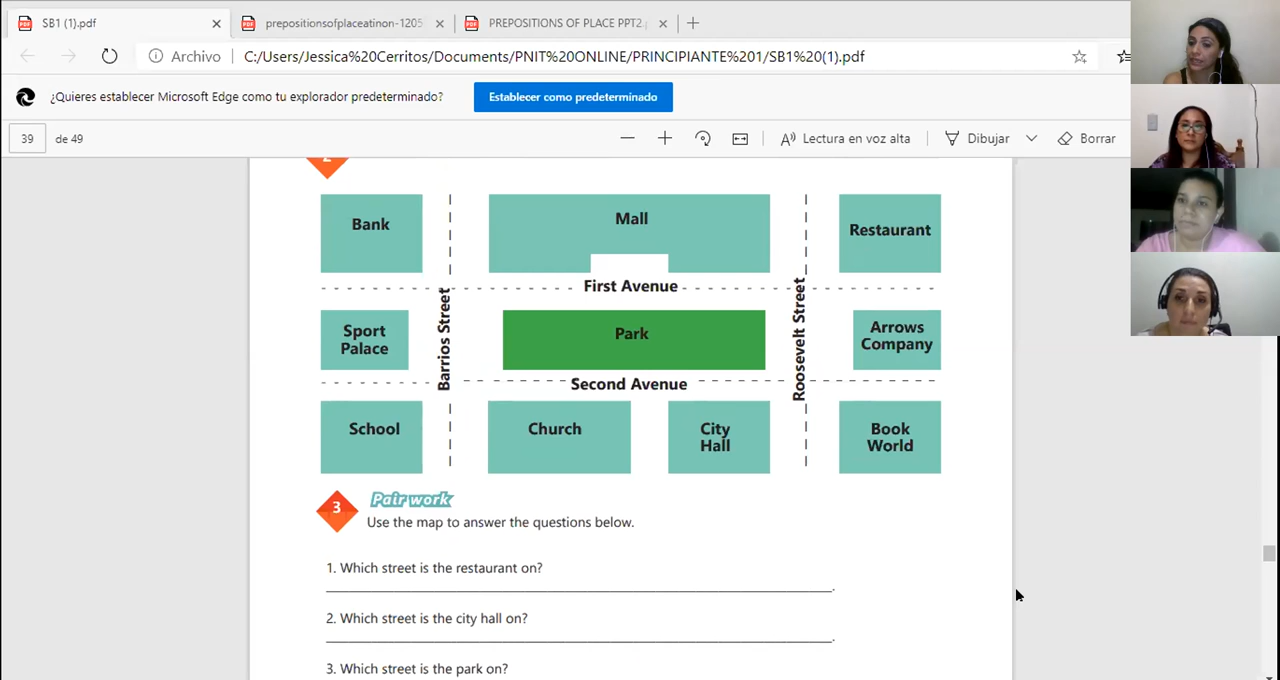 SB1 (1).pdf
prepositionsofplaceatinon-1205
PREPOSITIONS OF PLACE PPT2.p
Archivo
C:/Users/Jessica%20Cerritos/Documents/PNIT%20ONLINE/PRINCIPIANTE%201/SB1%20(1).pdf
¿Quieres establecer Microsoft Edge como tu explorador predeterminado?
Establecer como predeterminado
39 de 49
Lectura en voz alta
Dibujar
Borrar
2
Bank
Mall
Restaurant
First Avenue
Sport
Palace
Barrios Street
Park
Roosevelt Street
Arrows
Company
Second Avenue
School
Church
City
Hall
Book
World
3
Pair work
Use the map to answer the questions below.
1. Which street is the restaurant on?
2. Which street is the city hall on?
3. Which street is the park on?